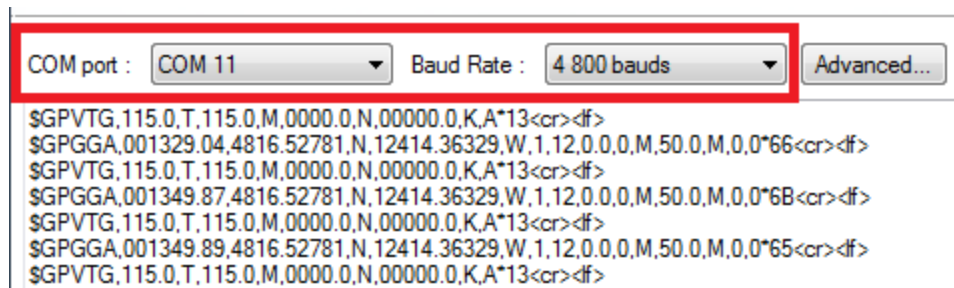 COM port : COM 11 Baud Rate : 4 800 bauds Advanced...
$GPVTG,115.0,T,115.0,M,0000.0,N,00000.0,K,A*13<cr><lf>
$GPGGA,001329.04,4816.52781,N,12414.36329,W,1,12,0.0,0,M,50.0,M,0,0*66<cr><lf>
$GPVTG,115.0,T,115.0,M,0000.0,N,00000.0,K,A*13<cr><lf>
$GPGGA,001349.87,4816.52781,N,12414.36329,W,1,12,0.0,0,M,50.0,M,0,0*6B<cr><lf>
$GPVTG,115.0,T,115.0,M,0000.0,N,00000.0,K,A*13<cr><lf>
$GPGGA,001349.89,4816.52781,N,12414.36329,W,1,12,0.0,0,M,50.0,M,0,0*65<cr><lf>
$GPVTG,115.0,T,115.0,M,0000.0,N,00000.0,K,A*13<cr><lf>